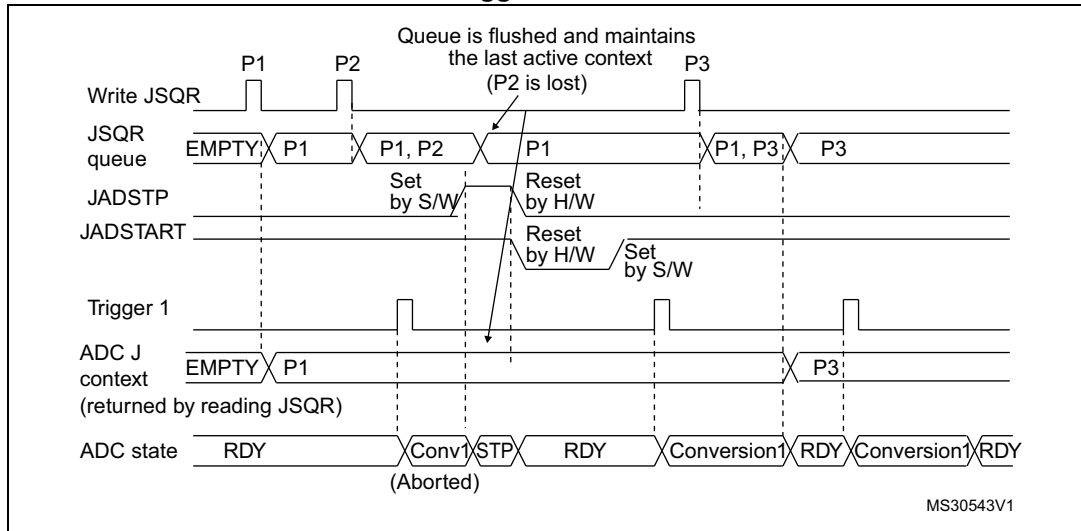 Queue is flushed and maintains
the last active context
(P2 is lost)
P1 P2 P3
Write JSQR
JSQR
queue
EMPTY P1 P1, P2 P1 P1, P3 P3
Set
by S/W
Reset
by H/W
JADSTP
JADSTART
Reset
by H/W
Set
by S/W
Trigger 1
ADC J
context
(returned by reading JSQR)
EMPTY P1 P3
ADC state RDY Conv1 STP RDY Conversion1 RDY Conversion1 RDY
(Aborted)
MS30543V1